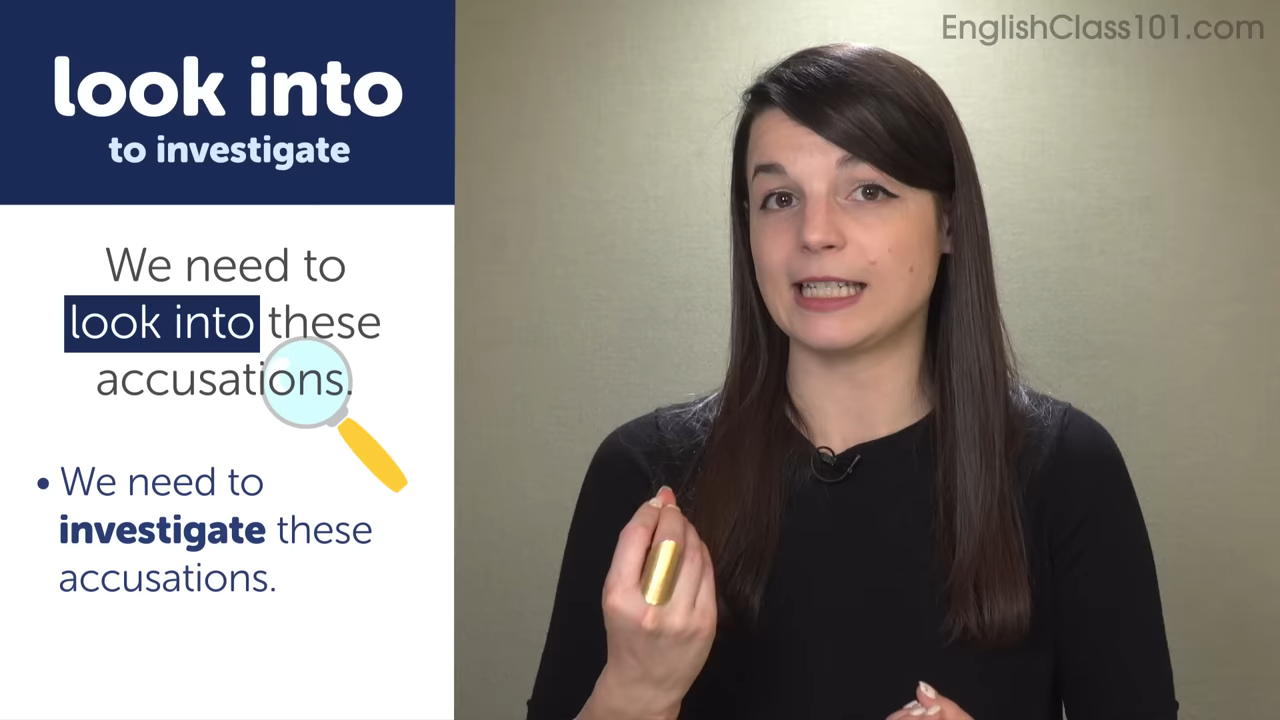 look into
to investigate
We need to
look into these
accusations.
• We need to
investigate these
accusations.
EnglishClass101.com